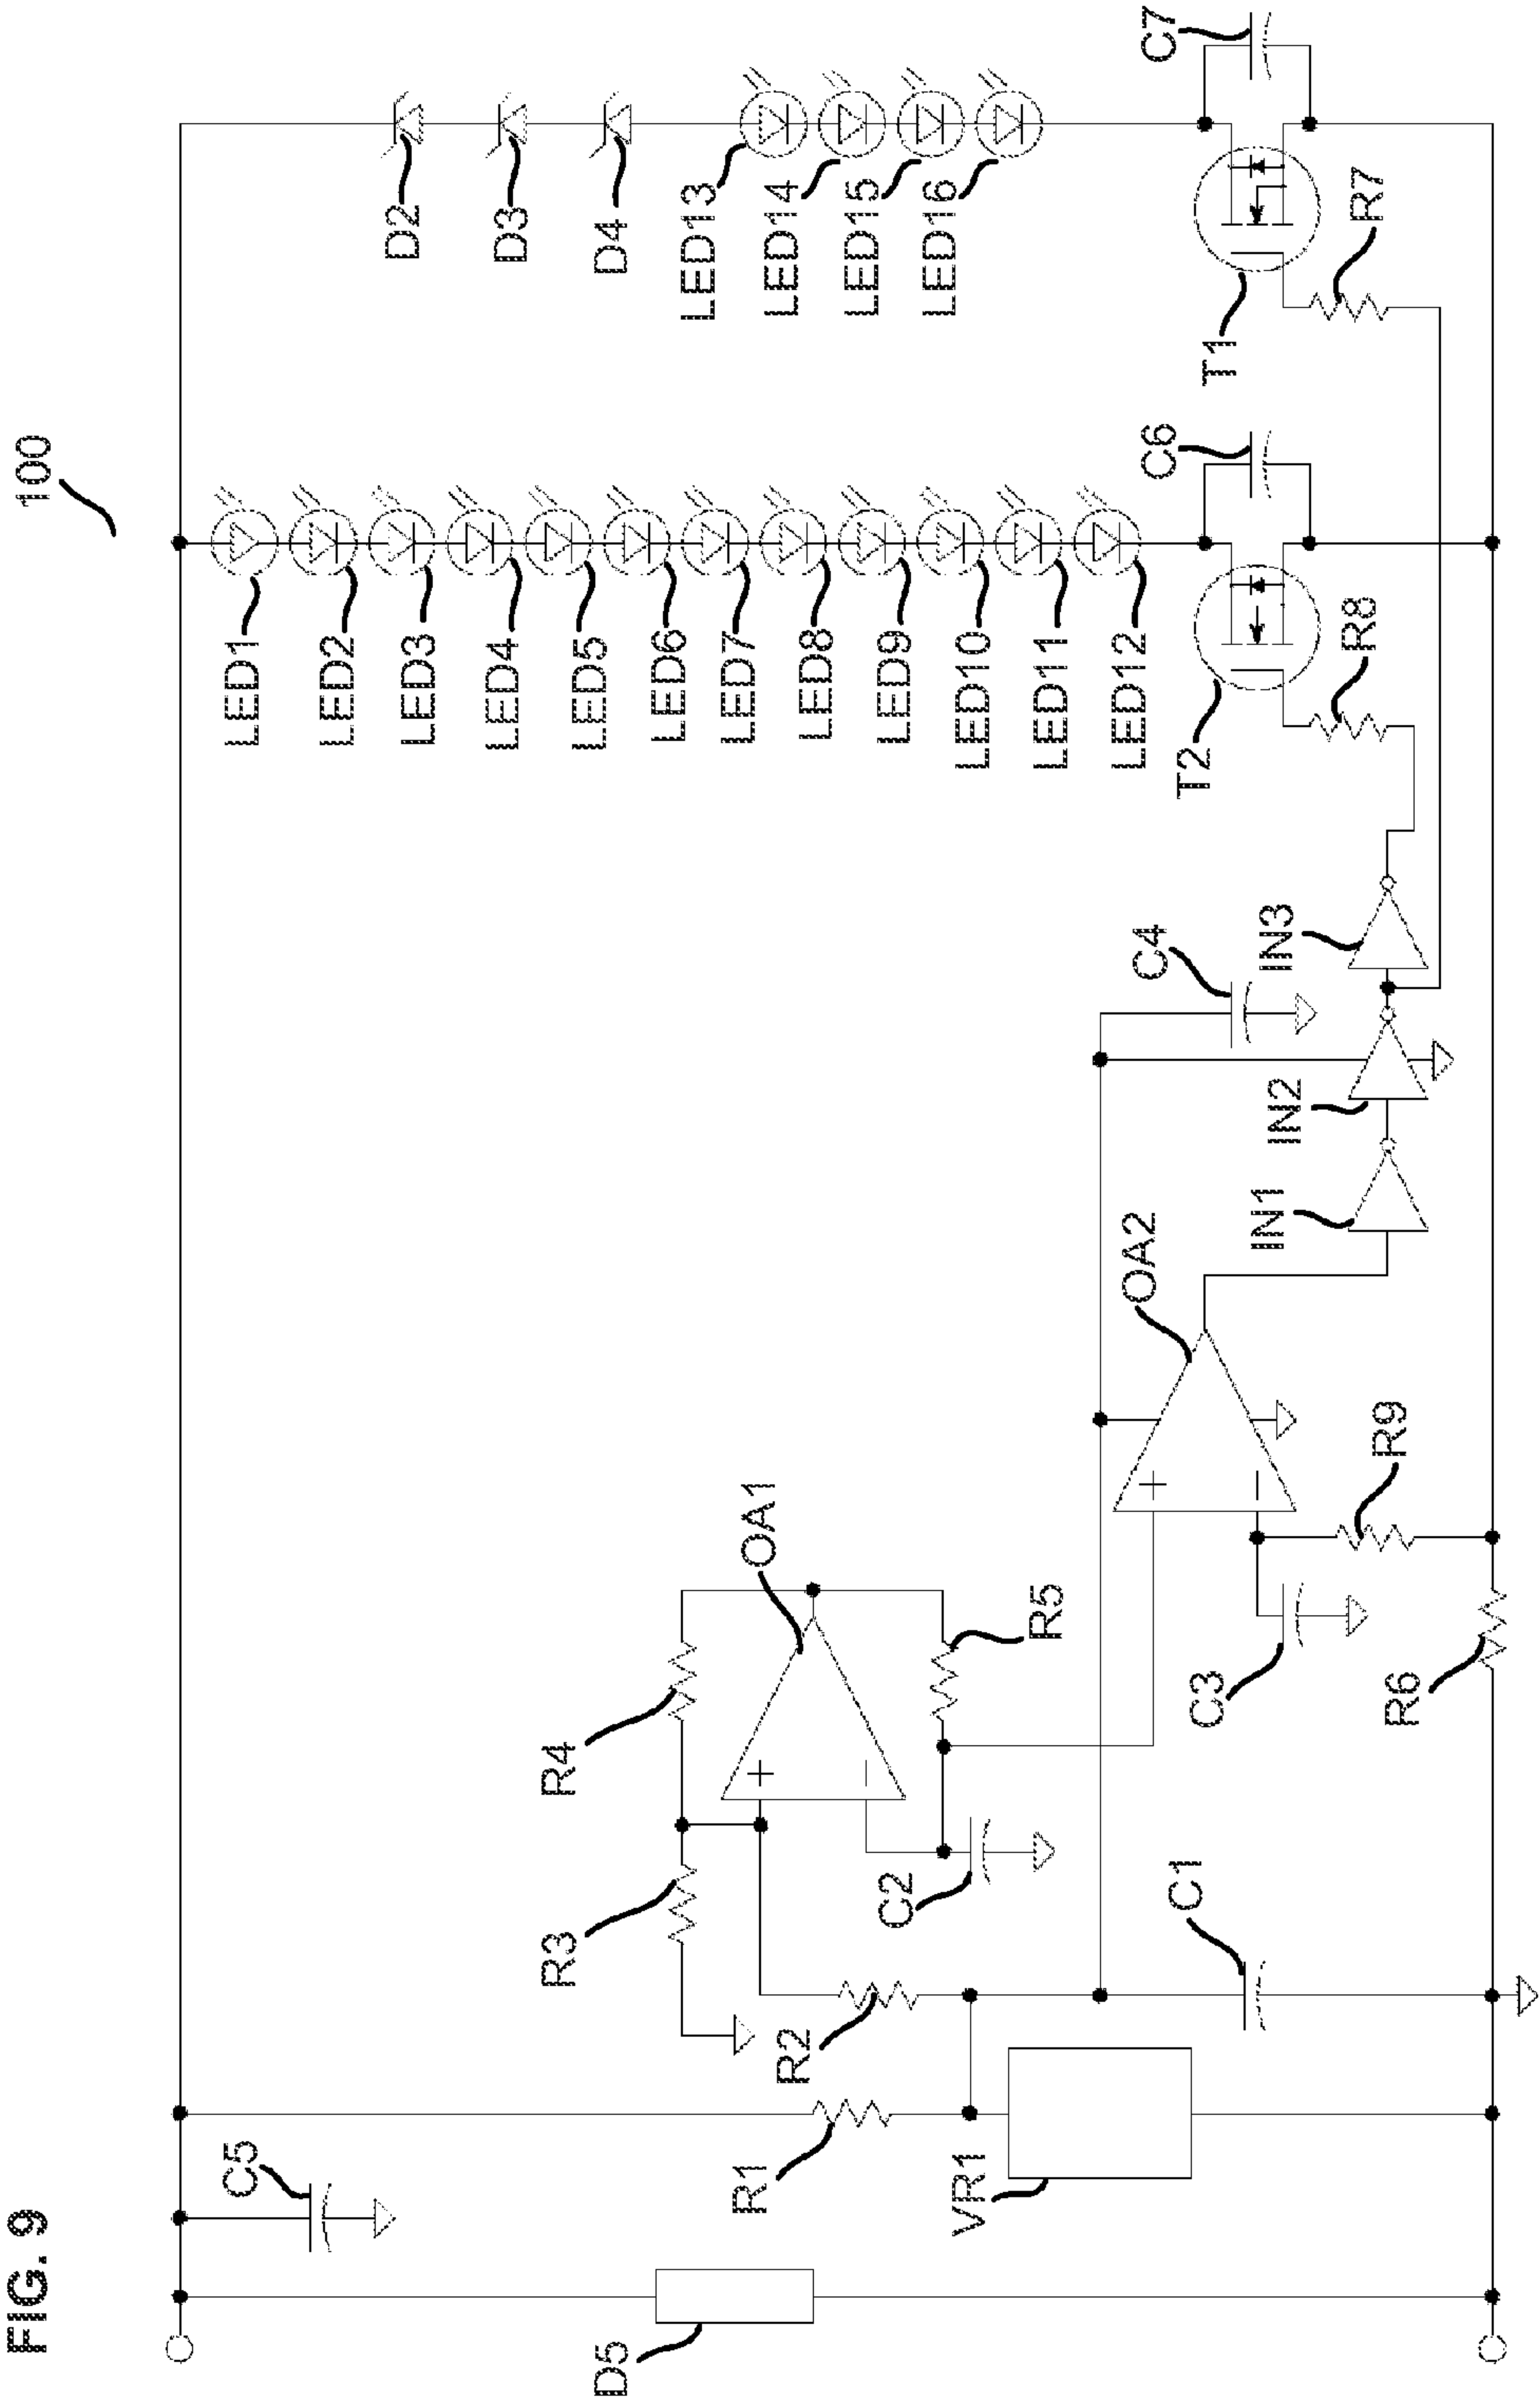 FIG. 9
100
D5
C5
R1
VR1
R2
C1
R3
R4
C2
OA1
R5
C3
R6
R9
OA2
IN1
IN2
IN3
C4
LED1
LED2
LED3
LED4
LED5
LED6
LED7
LED8
LED9
LED10
LED11
LED12
T2
R8
C6
D2
D3
D4
LED13
LED14
LED15
LED16
T1
R7
C7
+
−
+
−